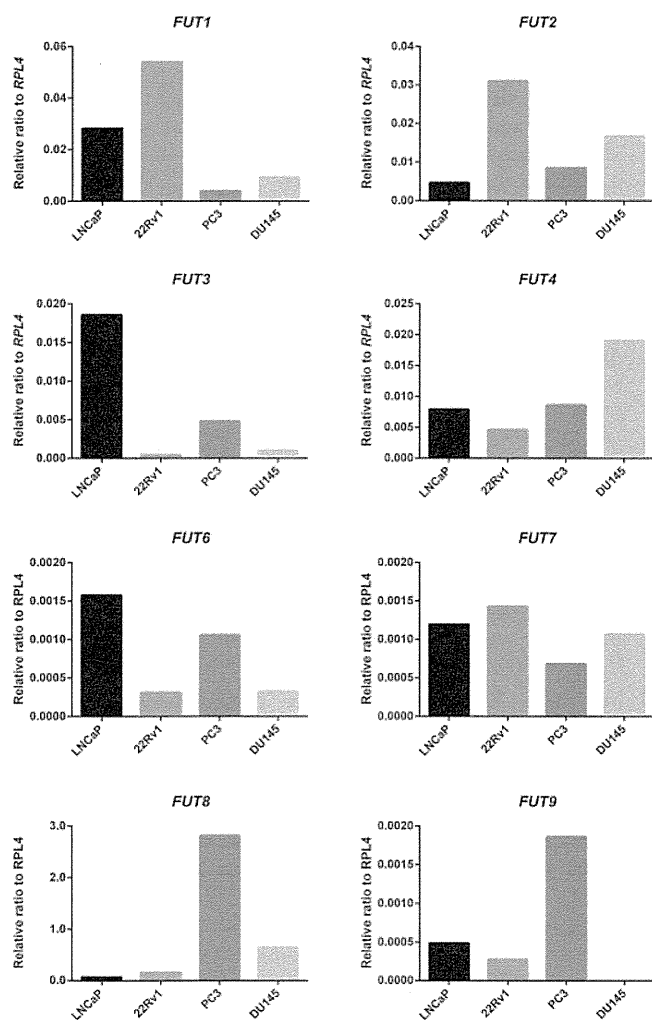 FUT1
Relative ratio to RPL4
0.06
0.04
0.02
0.00
LNCaP
22Rv1
PC3
DU145
FUT2
Relative ratio to RPL4
0.04
0.03
0.02
0.01
0.00
LNCaP
22Rv1
PC3
DU145
FUT3
Relative ratio to RPL4
0.020
0.015
0.010
0.005
0.000
LNCaP
22Rv1
PC3
DU145
FUT4
Relative ratio to RPL4
0.025
0.020
0.015
0.010
0.005
0.000
LNCaP
22Rv1
PC3
DU145
FUT6
Relative ratio to RPL4
0.0020
0.0015
0.0010
0.0005
0.0000
LNCaP
22Rv1
PC3
DU145
FUT7
Relative ratio to RPL4
0.0020
0.0015
0.0010
0.0005
0.0000
LNCaP
22Rv1
PC3
DU145
FUT8
Relative ratio to RPL4
3.0
2.0
1.0
0.0
LNCaP
22Rv1
PC3
DU145
FUT9
Relative ratio to RPL4
0.0020
0.0015
0.0010
0.0005
0.0000
LNCaP
22Rv1
PC3
DU145